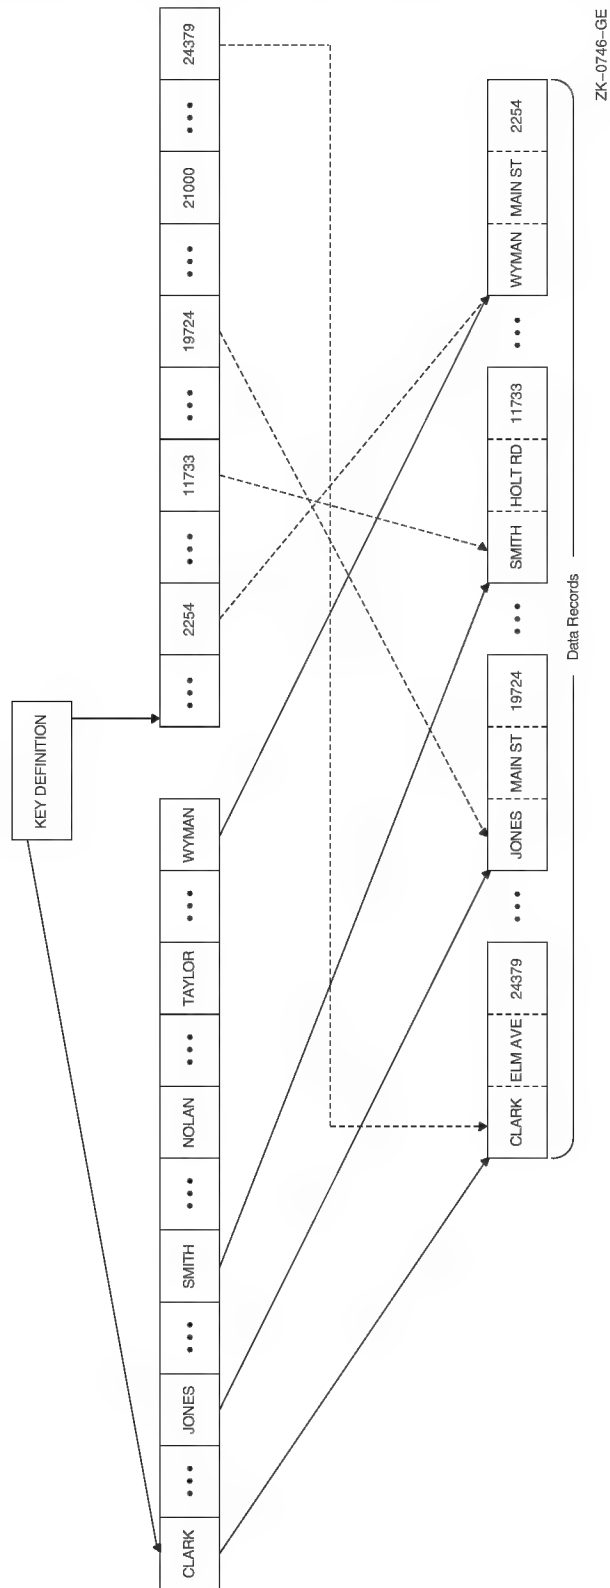 KEY DEFINITION
CLARK ••• JONES ••• SMITH ••• NOLAN ••• TAYLOR ••• WYMAN
••• 2254 ••• 11733 ••• 19724 ••• 21000 ••• 24379
CLARK ELM AVE 24379 ••• JONES MAIN ST 19724 ••• SMITH HOLT RD 11733 ••• WYMAN MAIN ST 2254
Data Records
ZK–0746–GE